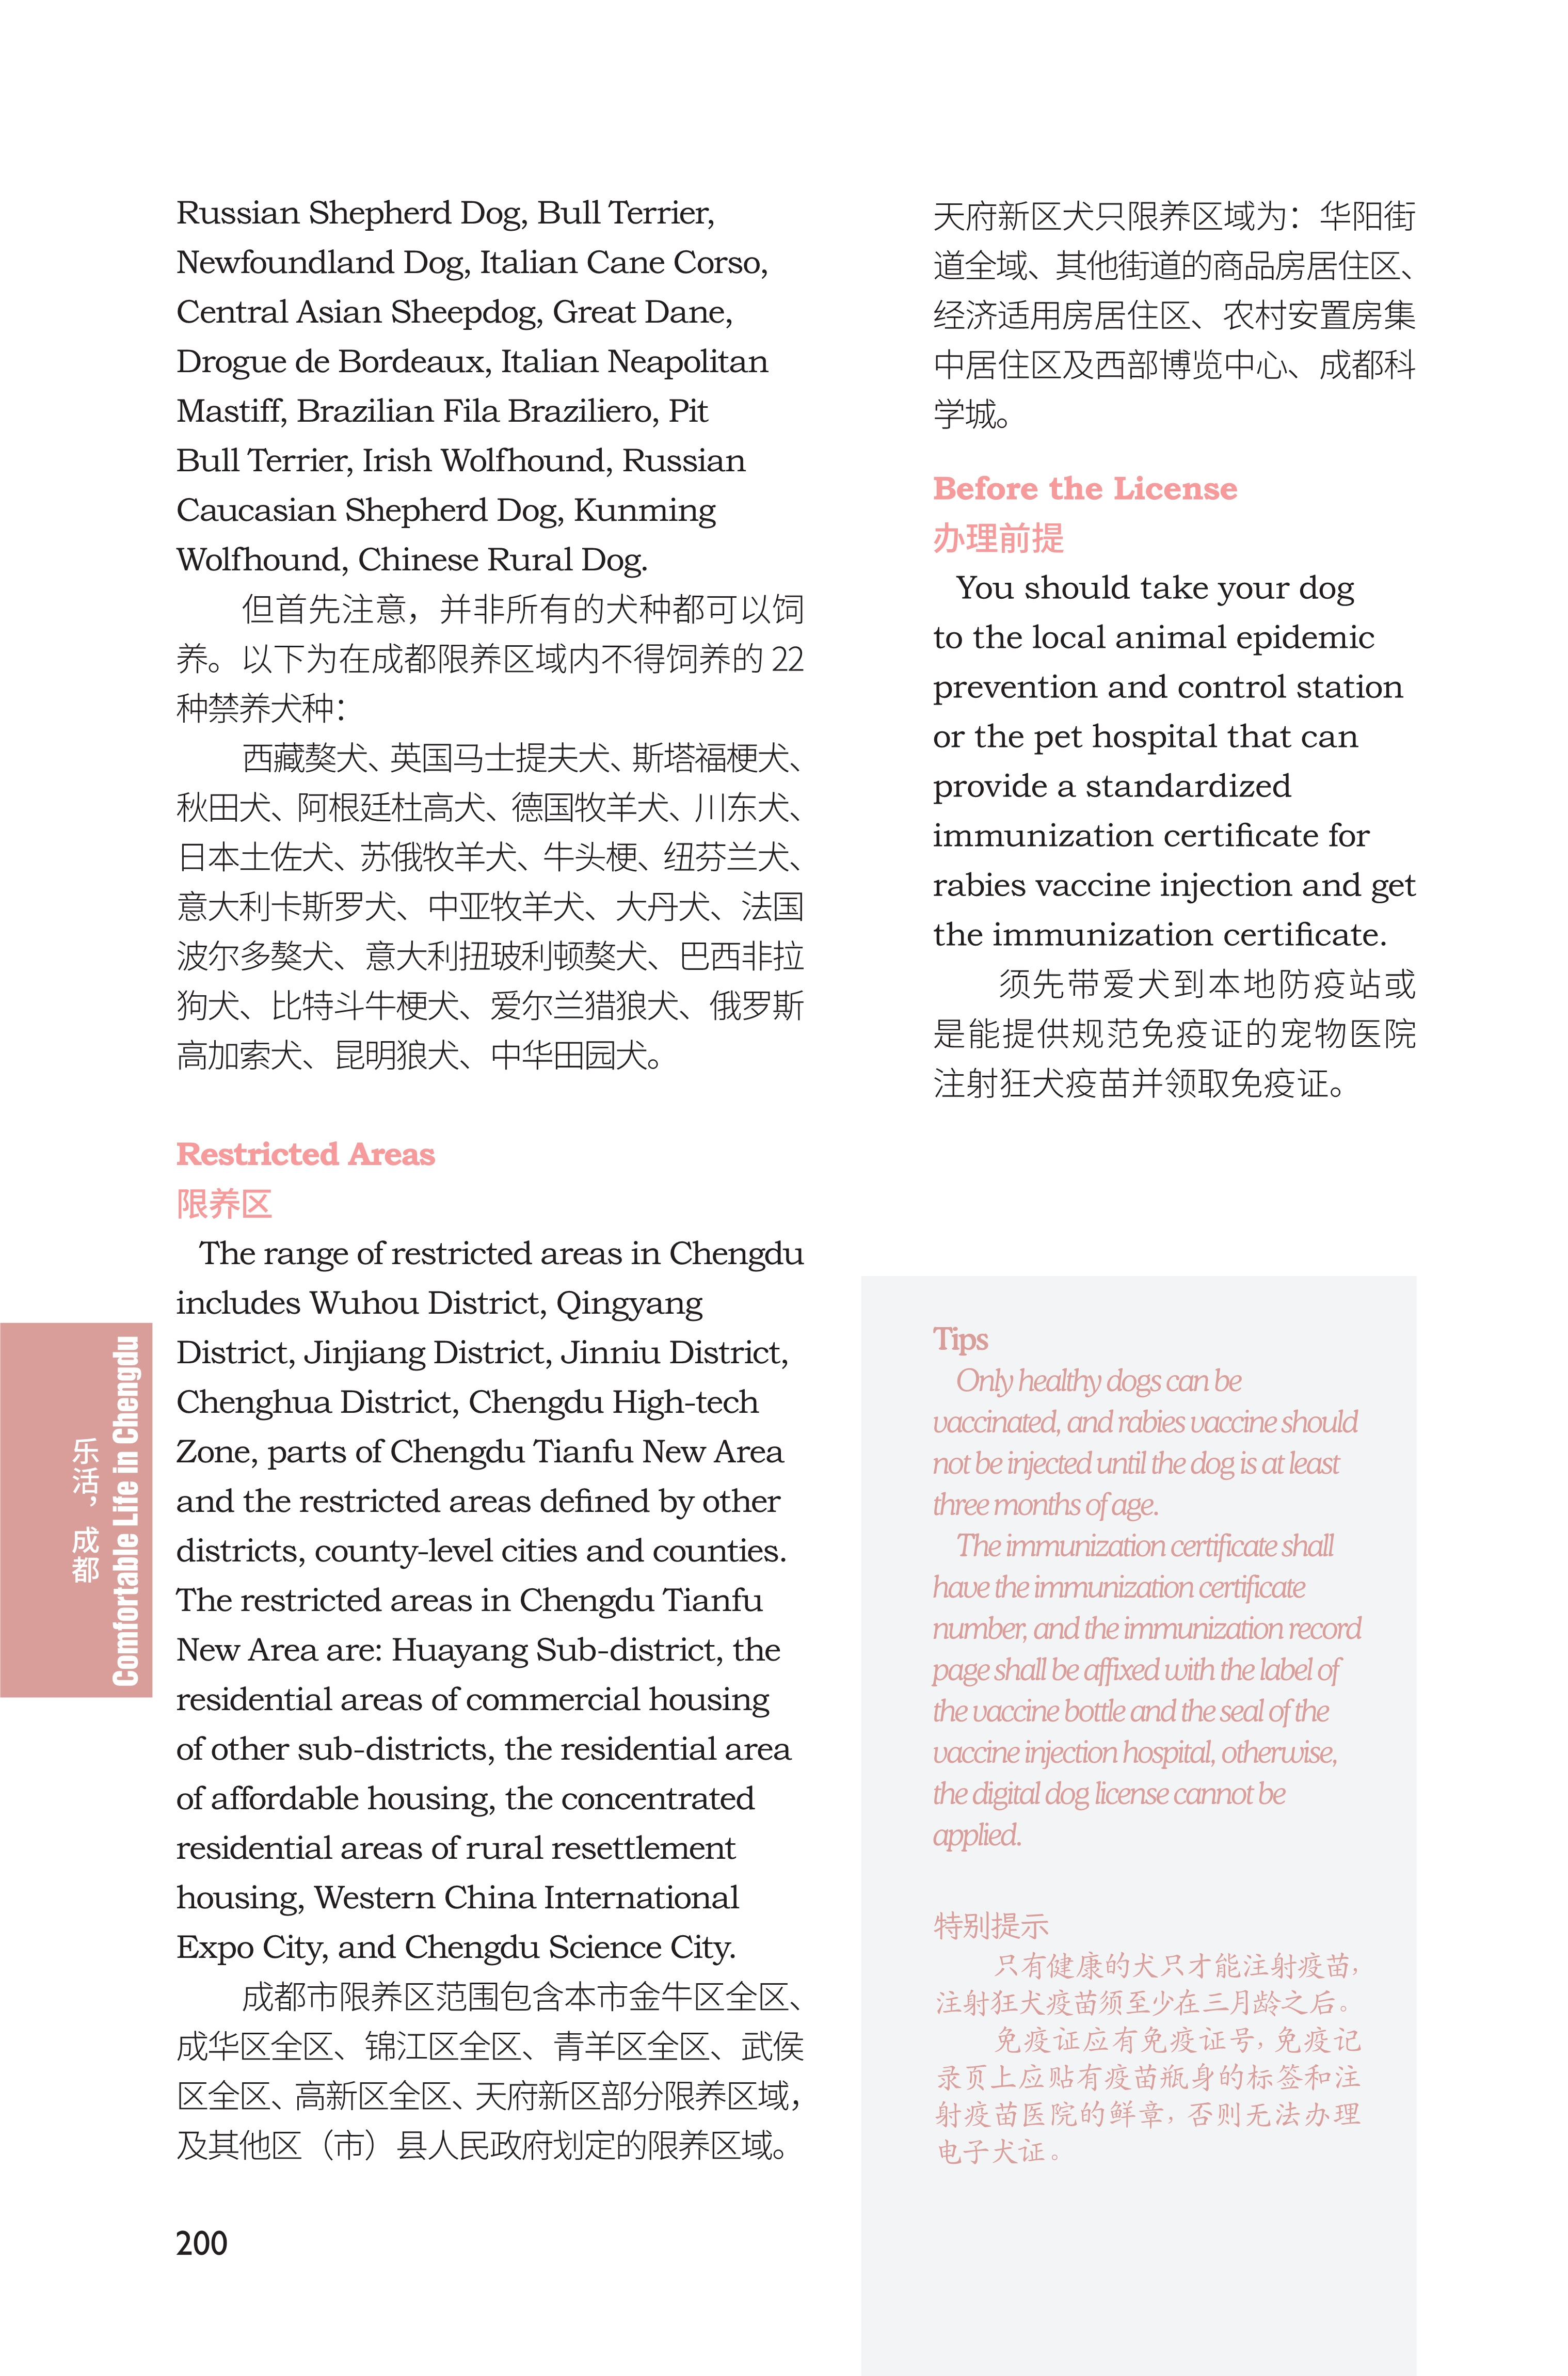 Russian Shepherd Dog, Bull Terrier,
Newfoundland Dog, Italian Cane Corso,
Central Asian Sheepdog, Great Dane,
Drogue de Bordeaux, Italian Neapolitan
Mastiff, Brazilian Fila Braziliero, Pit
Bull Terrier, Irish Wolfhound, Russian
Caucasian Shepherd Dog, Kunming
Wolfhound, Chinese Rural Dog.
但首先注意，并非所有的犬种都可以饲
养。以下为在成都限养区域内不得饲养的 22
种禁养犬种：
西藏獒犬、英国马士提夫犬、斯塔福梗犬、
秋田犬、阿根廷杜高犬、德国牧羊犬、川东犬、
日本土佐犬、苏俄牧羊犬、牛头梗、纽芬兰犬、
意大利卡斯罗犬、中亚牧羊犬、大丹犬、法国
波尔多獒犬、意大利扭玻利顿獒犬、巴西非拉
狗犬、比特斗牛梗犬、爱尔兰猎狼犬、俄罗斯
高加索犬、昆明狼犬、中华田园犬。
Restricted Areas
限养区
The range of restricted areas in Chengdu
includes Wuhou District, Qingyang
District, Jinjiang District, Jinniu District,
Chenghua District, Chengdu High-tech
Zone, parts of Chengdu Tianfu New Area
and the restricted areas defined by other
districts, county-level cities and counties.
The restricted areas in Chengdu Tianfu
New Area are: Huayang Sub-district, the
residential areas of commercial housing
of other sub-districts, the residential area
of affordable housing, the concentrated
residential areas of rural resettlement
housing, Western China International
Expo City, and Chengdu Science City.
成都市限养区范围包含本市金牛区全区、
成华区全区、锦江区全区、青羊区全区、武侯
区全区、高新区全区、天府新区部分限养区域，
及其他区（市）县人民政府划定的限养区域。
天府新区犬只限养区域为：华阳街
道全域、其他街道的商品房居住区、
经济适用房居住区、农村安置房集
中居住区及西部博览中心、成都科
学城。
Before the License
办理前提
You should take your dog
to the local animal epidemic
prevention and control station
or the pet hospital that can
provide a standardized
immunization certificate for
rabies vaccine injection and get
the immunization certificate.
须先带爱犬到本地防疫站或
是能提供规范免疫证的宠物医院
注射狂犬疫苗并领取免疫证。
Tips
Only healthy dogs can be
vaccinated, and rabies vaccine should
not be injected until the dog is at least
three months of age.
The immunization certificate shall
have the immunization certificate
number, and the immunization record
page shall be affixed with the label of
the vaccine bottle and the seal of the
vaccine injection hospital, otherwise,
the digital dog license cannot be
applied.
特别提示
只有健康的犬只才能注射疫苗，
注射狂犬疫苗须至少在三月龄之后。
免疫证应有免疫证号，免疫记
录页上应贴有疫苗瓶身的标签和注
射疫苗医院的鲜章，否则无法办理
电子犬证。
乐活，成都
Comfortable Life in Chengdu
200